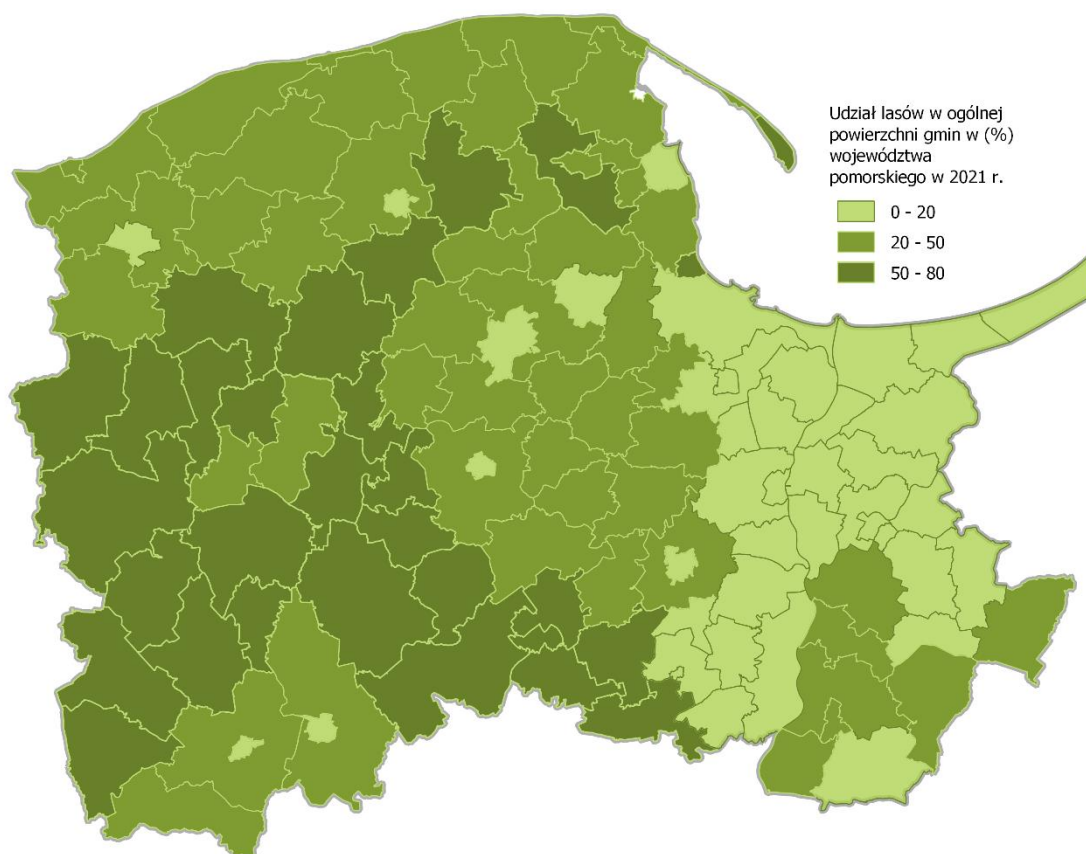 Udział lasów w ogólnej
powierzchni gmin w (%)
województwa
pomorskiego w 2021 r.
0 - 20
20 - 50
50 - 80